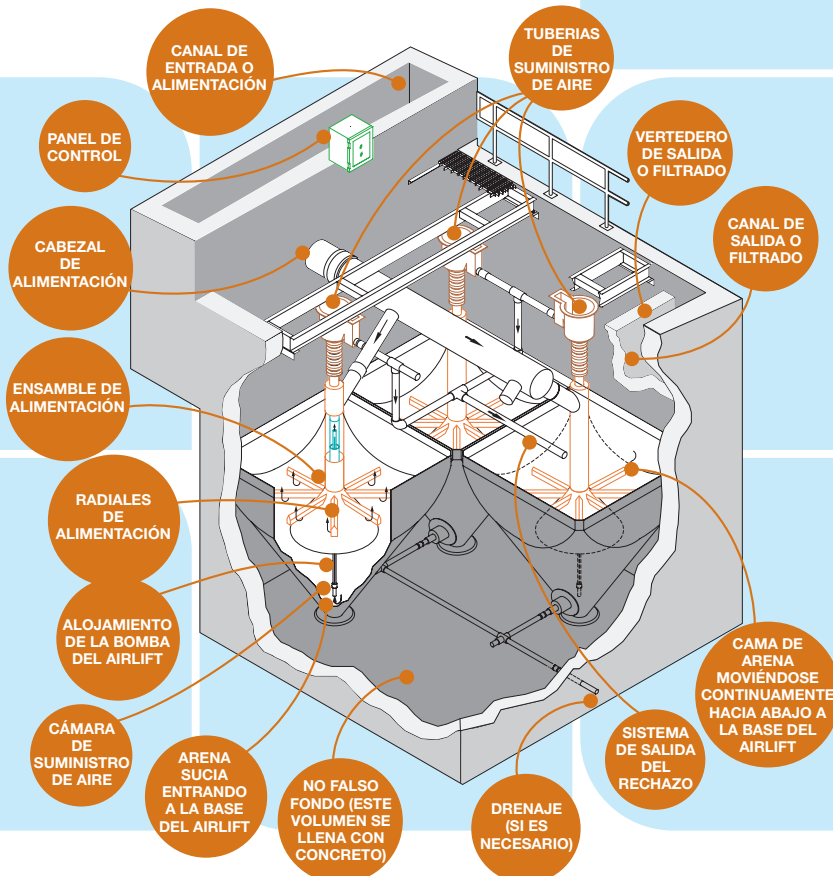 CANAL DE
ENTRADA O
ALIMENTACIÓN
TUBERIAS
DE
SUMINISTRO
DE AIRE
PANEL DE
CONTROL
VERTEDERO
DE SALIDA
O FILTRADO
CABEZAL
DE
ALIMENTACIÓN
CANAL DE
SALIDA O
FILTRADO
ENSAMBLE DE
ALIMENTACIÓN
RADIALES
DE
ALIMENTACIÓN
ALOJAMIENTO
DE LA BOMBA
DEL AIRLIFT
CÁMARA
DE
SUMINISTRO
DE AIRE
ARENA
SUCIA
ENTRANDO
A LA BASE
DEL AIRLIFT
NO FALSO
FONDO (ESTE
VOLUMEN SE
LLENA CON
CONCRETO)
DRENAJE
(SI ES
NECESARIO)
SISTEMA
DE SALIDA
DEL
RECHAZO
CAMA DE
ARENA
MOVIÉNDOSE
CONTINUAMENTE
HACIA ABAJO A
LA BASE DEL
AIRLIFT